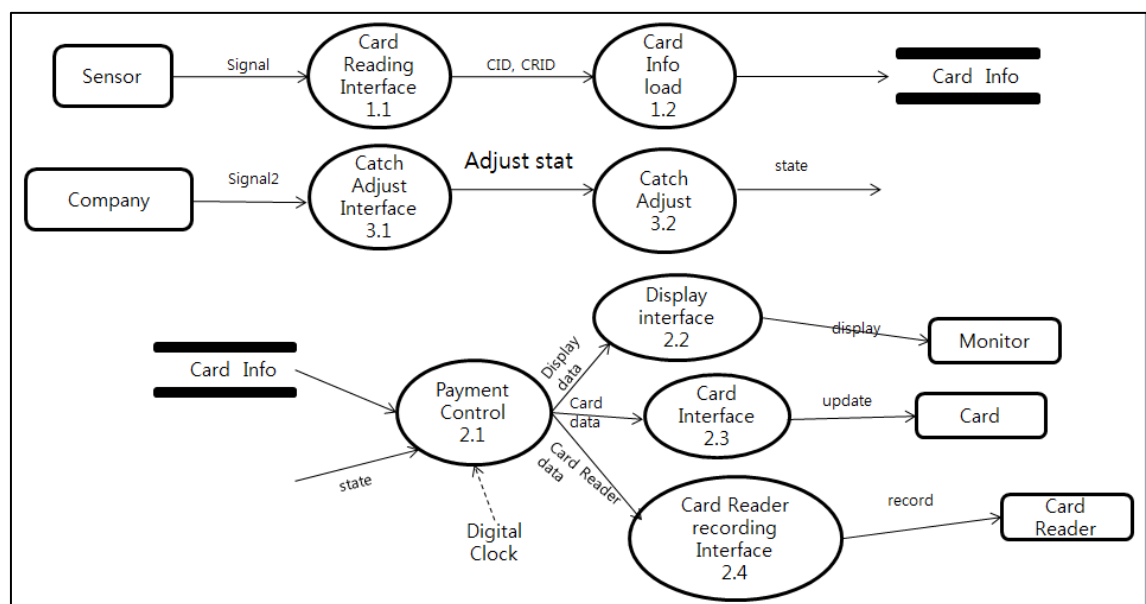 Sensor
Signal
Card
Reading
Interface
1.1
CID, CRID
Card
Info
load
1.2
Card Info
Company
Signal2
Catch
Adjust
Interface
3.1
Adjust stat
Catch
Adjust
3.2
state
Card Info
state
Payment
Control
2.1
Digital
Clock
Display
data
Display
interface
2.2
display
Monitor
Card
data
Card
Interface
2.3
update
Card
Card Reader
data
Card Reader
recording
Interface
2.4
record
Card
Reader